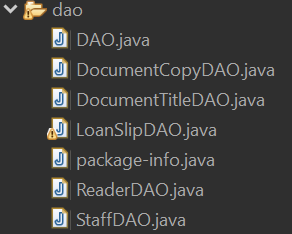 dao
DAO.java
DocumentCopyDAO.java
DocumentTitleDAO.java
LoanSlipDAO.java
package-info.java
ReaderDAO.java
StaffDAO.java